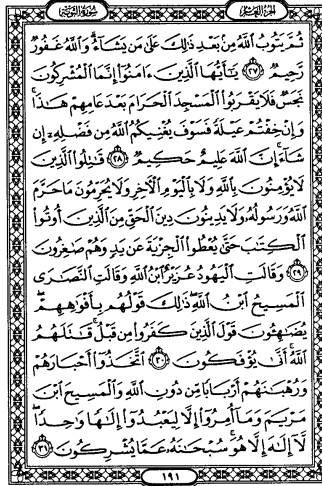 الجزء العاشر
سورة التوبة
ثُمَّ يَتُوبُ ٱللَّهُ مِنۢ بَعْدِ ذَٰلِكَ عَلَىٰ مَن يَشَآءُ ۗ وَٱللَّهُ غَفُورٌ
رَّحِيمٌ ﴿٢٧﴾ يَٰٓأَيُّهَا ٱلَّذِينَ ءَامَنُوٓا۟ إِنَّمَا ٱلْمُشْرِكُونَ
نَجَسٌ فَلَا يَقْرَبُوا۟ ٱلْمَسْجِدَ ٱلْحَرَامَ بَعْدَ عَامِهِمْ هَٰذَا ۚ
وَإِنْ خِفْتُمْ عَيْلَةً فَسَوْفَ يُغْنِيكُمُ ٱللَّهُ مِن فَضْلِهِۦٓ إِن
شَآءَ ۚ إِنَّ ٱللَّهَ عَلِيمٌ حَكِيمٌ ﴿٢٨﴾ قَٰتِلُوا۟ ٱلَّذِينَ
لَا يُؤْمِنُونَ بِٱللَّهِ وَلَا بِٱلْيَوْمِ ٱلْءَاخِرِ وَلَا يُحَرِّمُونَ مَا حَرَّمَ
ٱللَّهُ وَرَسُولُهُۥ وَلَا يَدِينُونَ دِينَ ٱلْحَقِّ مِنَ ٱلَّذِينَ أُوتُوا۟
ٱلْكِتَٰبَ حَتَّىٰ يُعْطُوا۟ ٱلْجِزْيَةَ عَن يَدٍ وَهُمْ صَٰغِرُونَ
﴿٢٩﴾ وَقَالَتِ ٱلْيَهُودُ عُزَيْرٌ ٱبْنُ ٱللَّهِ وَقَالَتِ ٱلنَّصَٰرَى
ٱلْمَسِيحُ ٱبْنُ ٱللَّهِ ۖ ذَٰلِكَ قَوْلُهُم بِأَفْوَٰهِهِمْ ۖ
يُضَٰهِـُٔونَ قَوْلَ ٱلَّذِينَ كَفَرُوا۟ مِن قَبْلُ ۚ قَٰتَلَهُمُ
ٱللَّهُ ۚ أَنَّىٰ يُؤْفَكُونَ ﴿٣٠﴾ ٱتَّخَذُوٓا۟ أَحْبَارَهُمْ
وَرُهْبَٰنَهُمْ أَرْبَابًا مِّن دُونِ ٱللَّهِ وَٱلْمَسِيحَ ٱبْنَ
مَرْيَمَ وَمَآ أُمِرُوٓا۟ إِلَّا لِيَعْبُدُوٓا۟ إِلَٰهًا وَٰحِدًا ۖ
لَّآ إِلَٰهَ إِلَّا هُوَ ۚ سُبْحَٰنَهُۥ عَمَّا يُشْرِكُونَ ﴿٣١﴾
١٩١